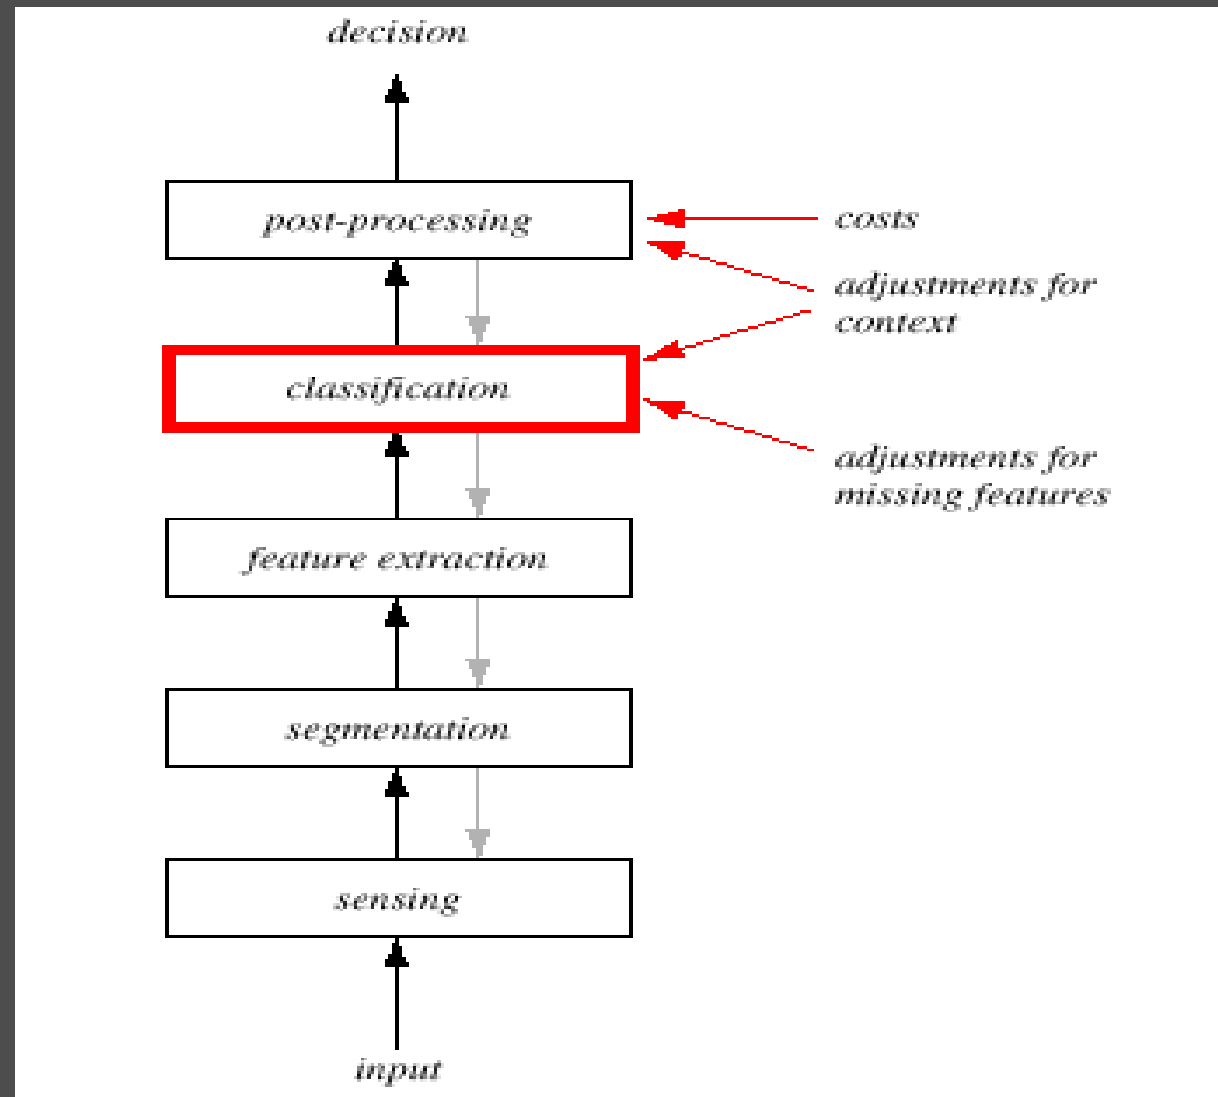 decision
post-processing
costs
adjustments for
context
classification
adjustments for
missing features
feature extraction
segmentation
sensing
input